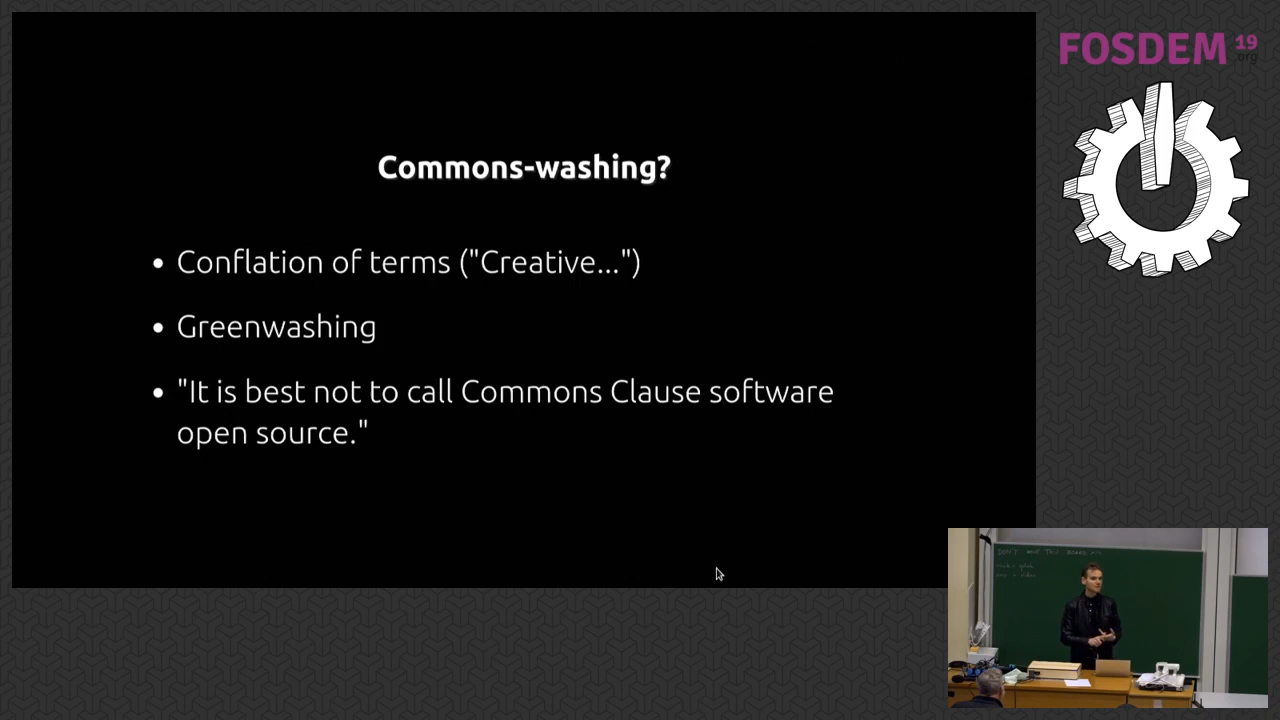 Commons-washing?
• Conflation of terms ("Creative...")
• Greenwashing
• "It is best not to call Commons Clause software
open source."
FOSDEM 19
.org